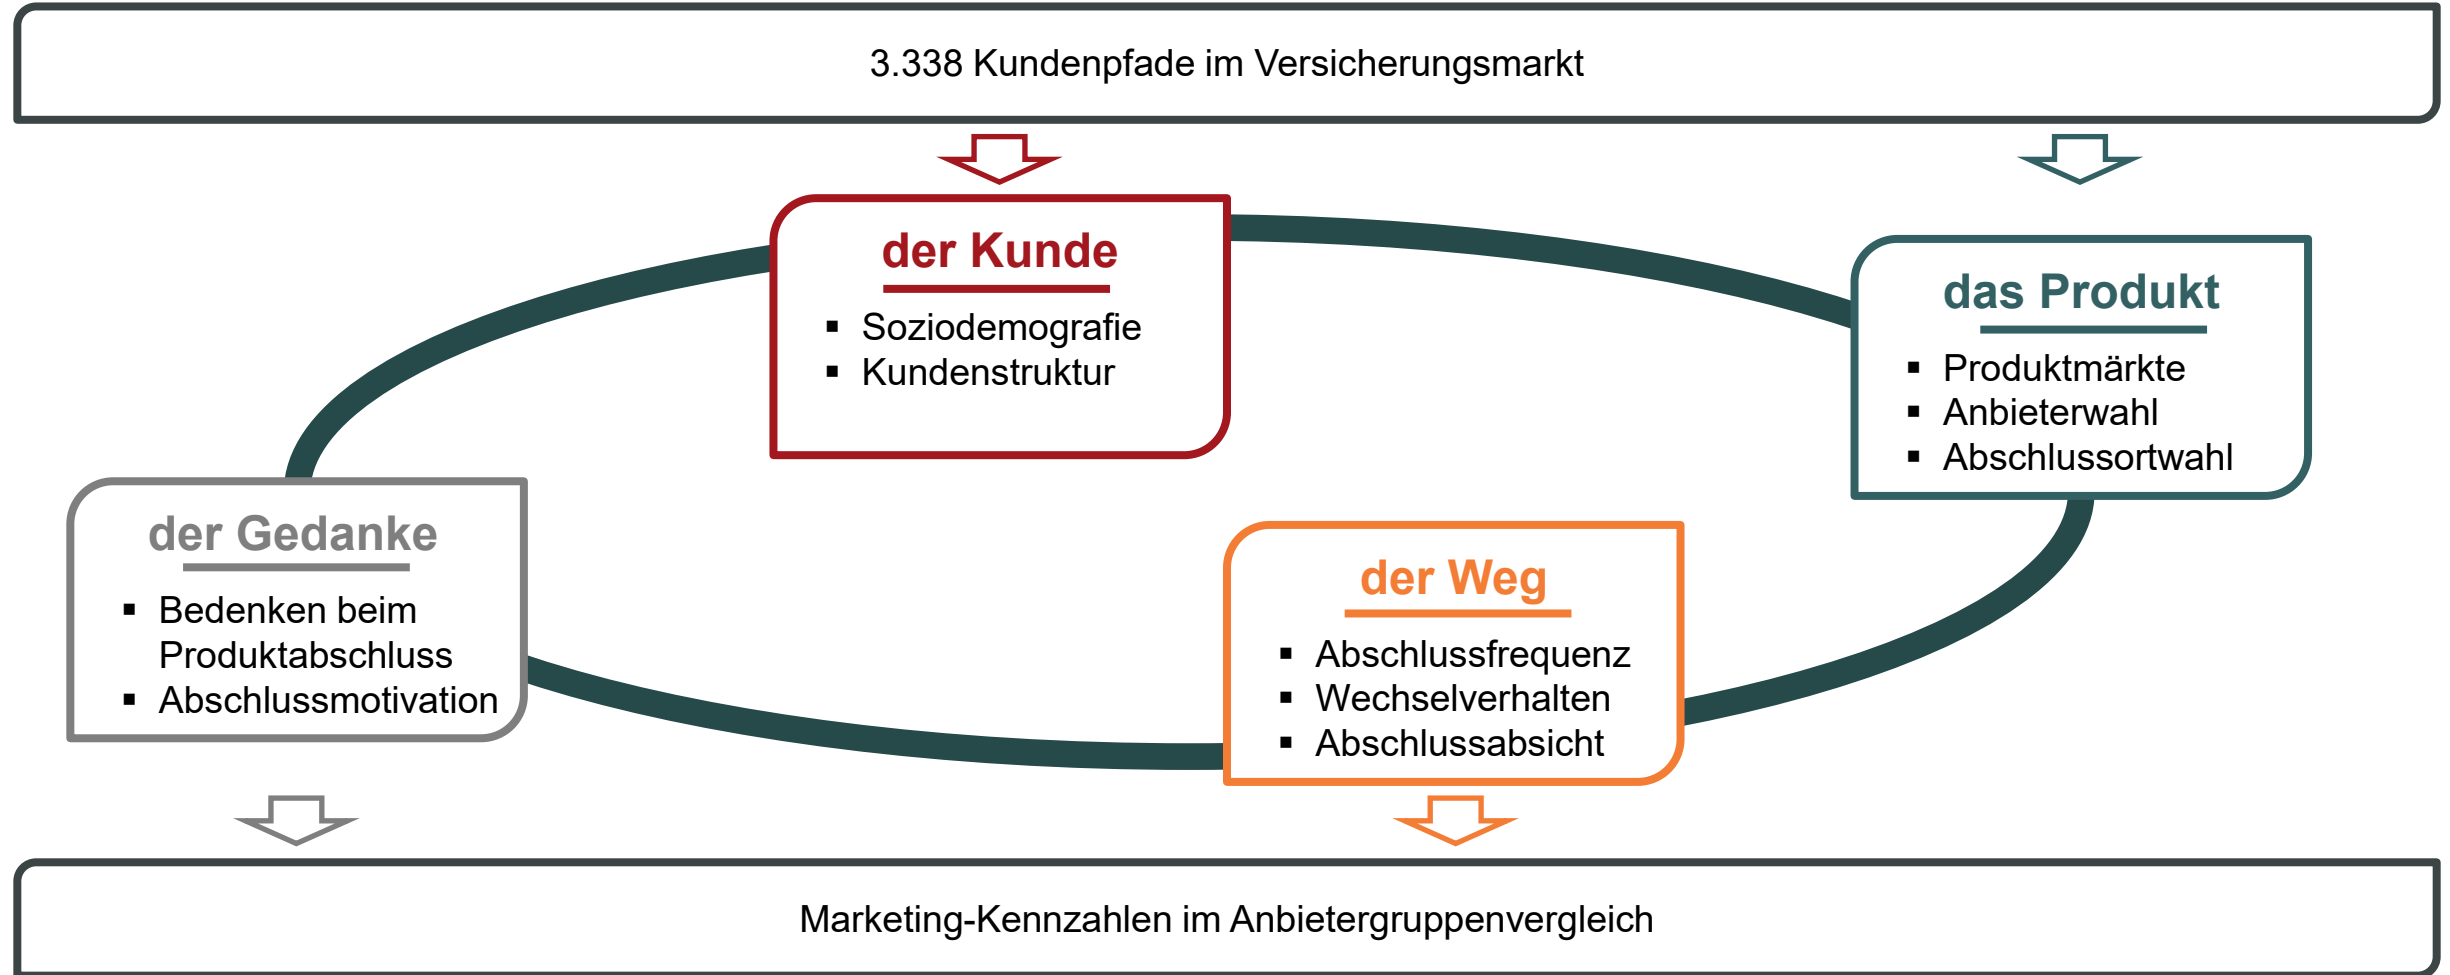 3.338 Kundenpfade im Versicherungsmarkt
der Kunde
▪ Soziodemografie
▪ Kundenstruktur
das Produkt
▪ Produktmärkte
▪ Anbieterwahl
▪ Abschlussortwahl
der Gedanke
▪ Bedenken beim
Produktabschluss
▪ Abschlussmotivation
der Weg
▪ Abschlussfrequenz
▪ Wechselverhalten
▪ Abschlussabsicht
Marketing-Kennzahlen im Anbietergruppenvergleich